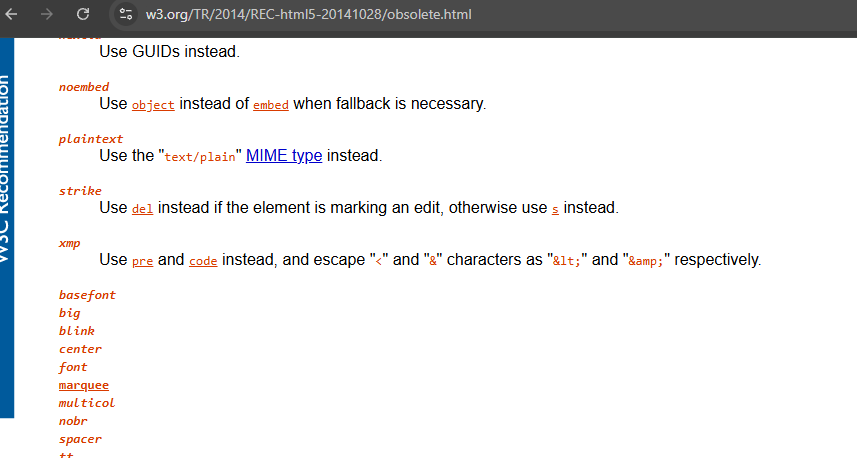 w3.org/TR/2014/REC-html5-20141028/obsolete.html
W3C Recommendation
Use GUIDs instead.
noembed
Use object instead of embed when fallback is necessary.
plaintext
Use the "text/plain" MIME type instead.
strike
Use del instead if the element is marking an edit, otherwise use s instead.
xmp
Use pre and code instead, and escape "<" and "&" characters as "&lt;" and "&amp;" respectively.
basefont
big
blink
center
font
marquee
multicol
nobr
spacer
tt